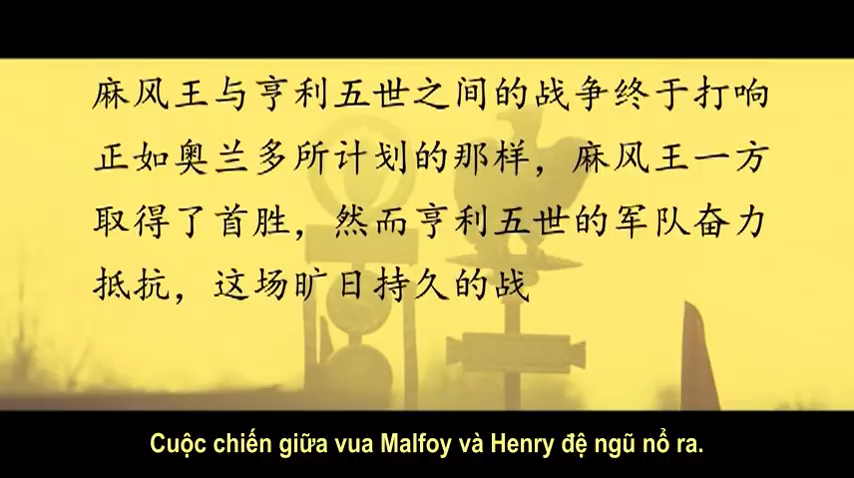 麻风王与亨利五世之间的战争终于打响
正如奥兰多所计划的那样，麻风王一方
取得了首胜，然而亨利五世的军队奋力
抵抗，这场旷日持久的战
Cuộc chiến giữa vua Malfoy và Henry đệ ngũ nổ ra.